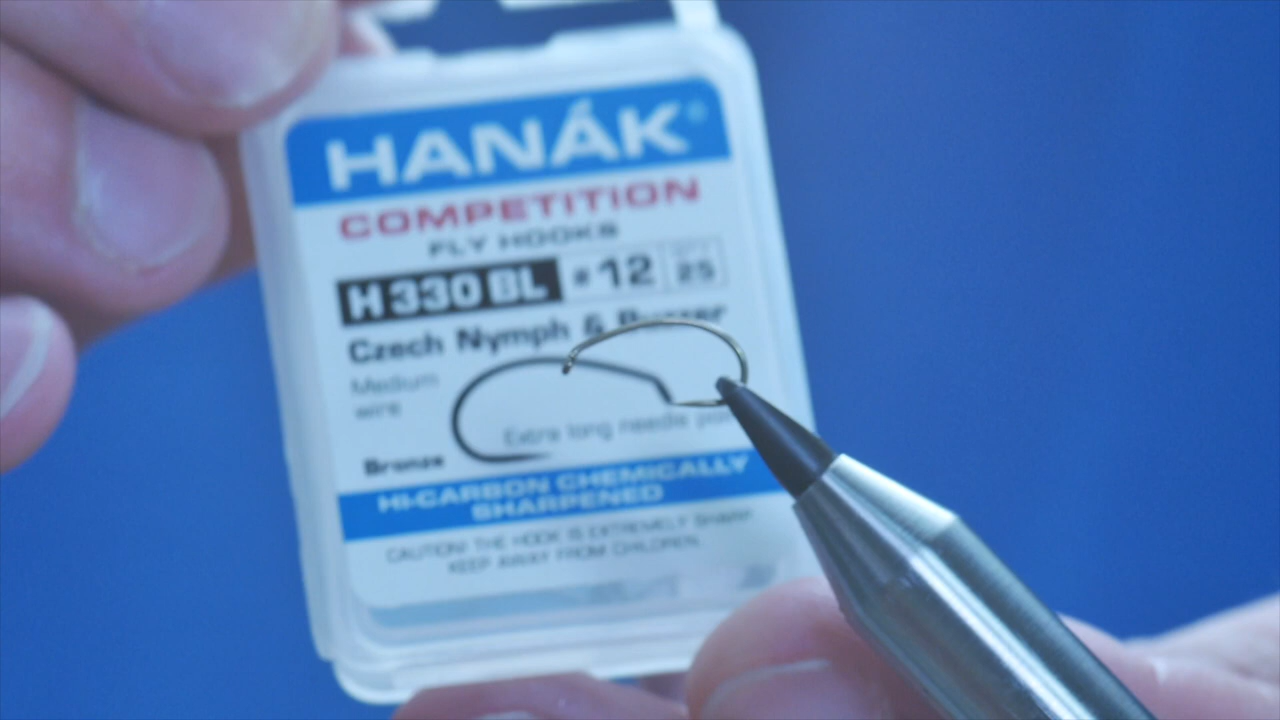 HANÁK®
COMPETITION
FLY HOOKS
H 330 BL # 12 25
Czech Nymph & Buzzer
Medium
wire
Extra long needle
Bronze
HI-CARBON CHEMICALLY
SHARPENED
CAUTION! THE HOOK IS EXTREMELY SHARP.
KEEP AWAY FROM CHILDREN.